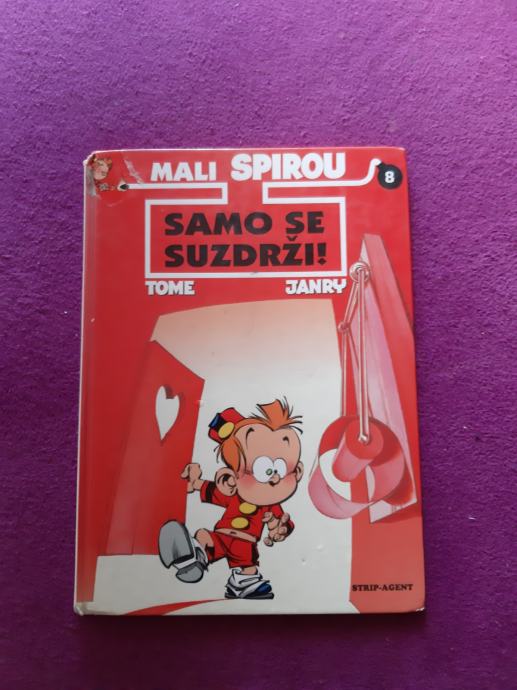 MALI SPIROU
8
SAMO SE
SUZDRŽI!
TOME JANRY
STRIP-AGENT